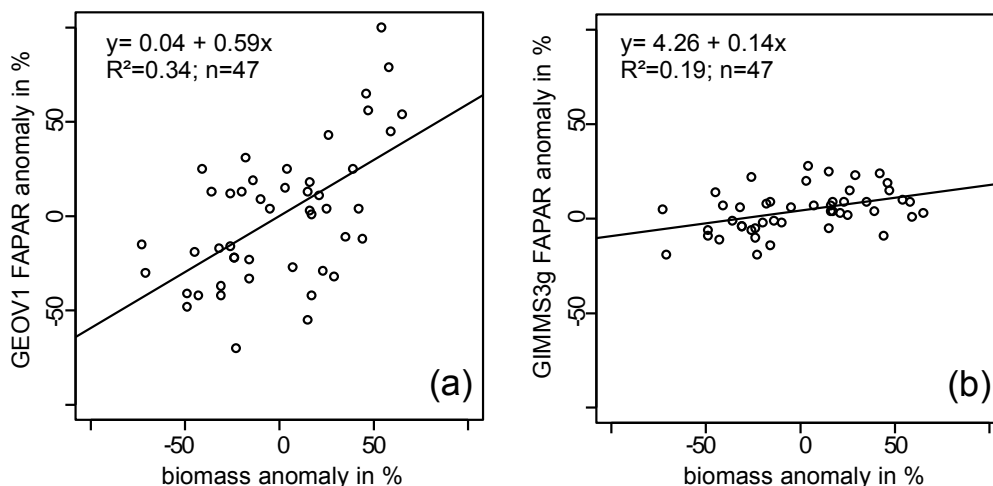 y= 0.04 + 0.59x
R²=0.34; n=47
GEOV1 FAPAR anomaly in %
50
0
-50
(a)
-50 0 50
biomass anomaly in %
y= 4.26 + 0.14x
R²=0.19; n=47
GIMMS3g FAPAR anomaly in %
50
0
-50
(b)
-50 0 50
biomass anomaly in %